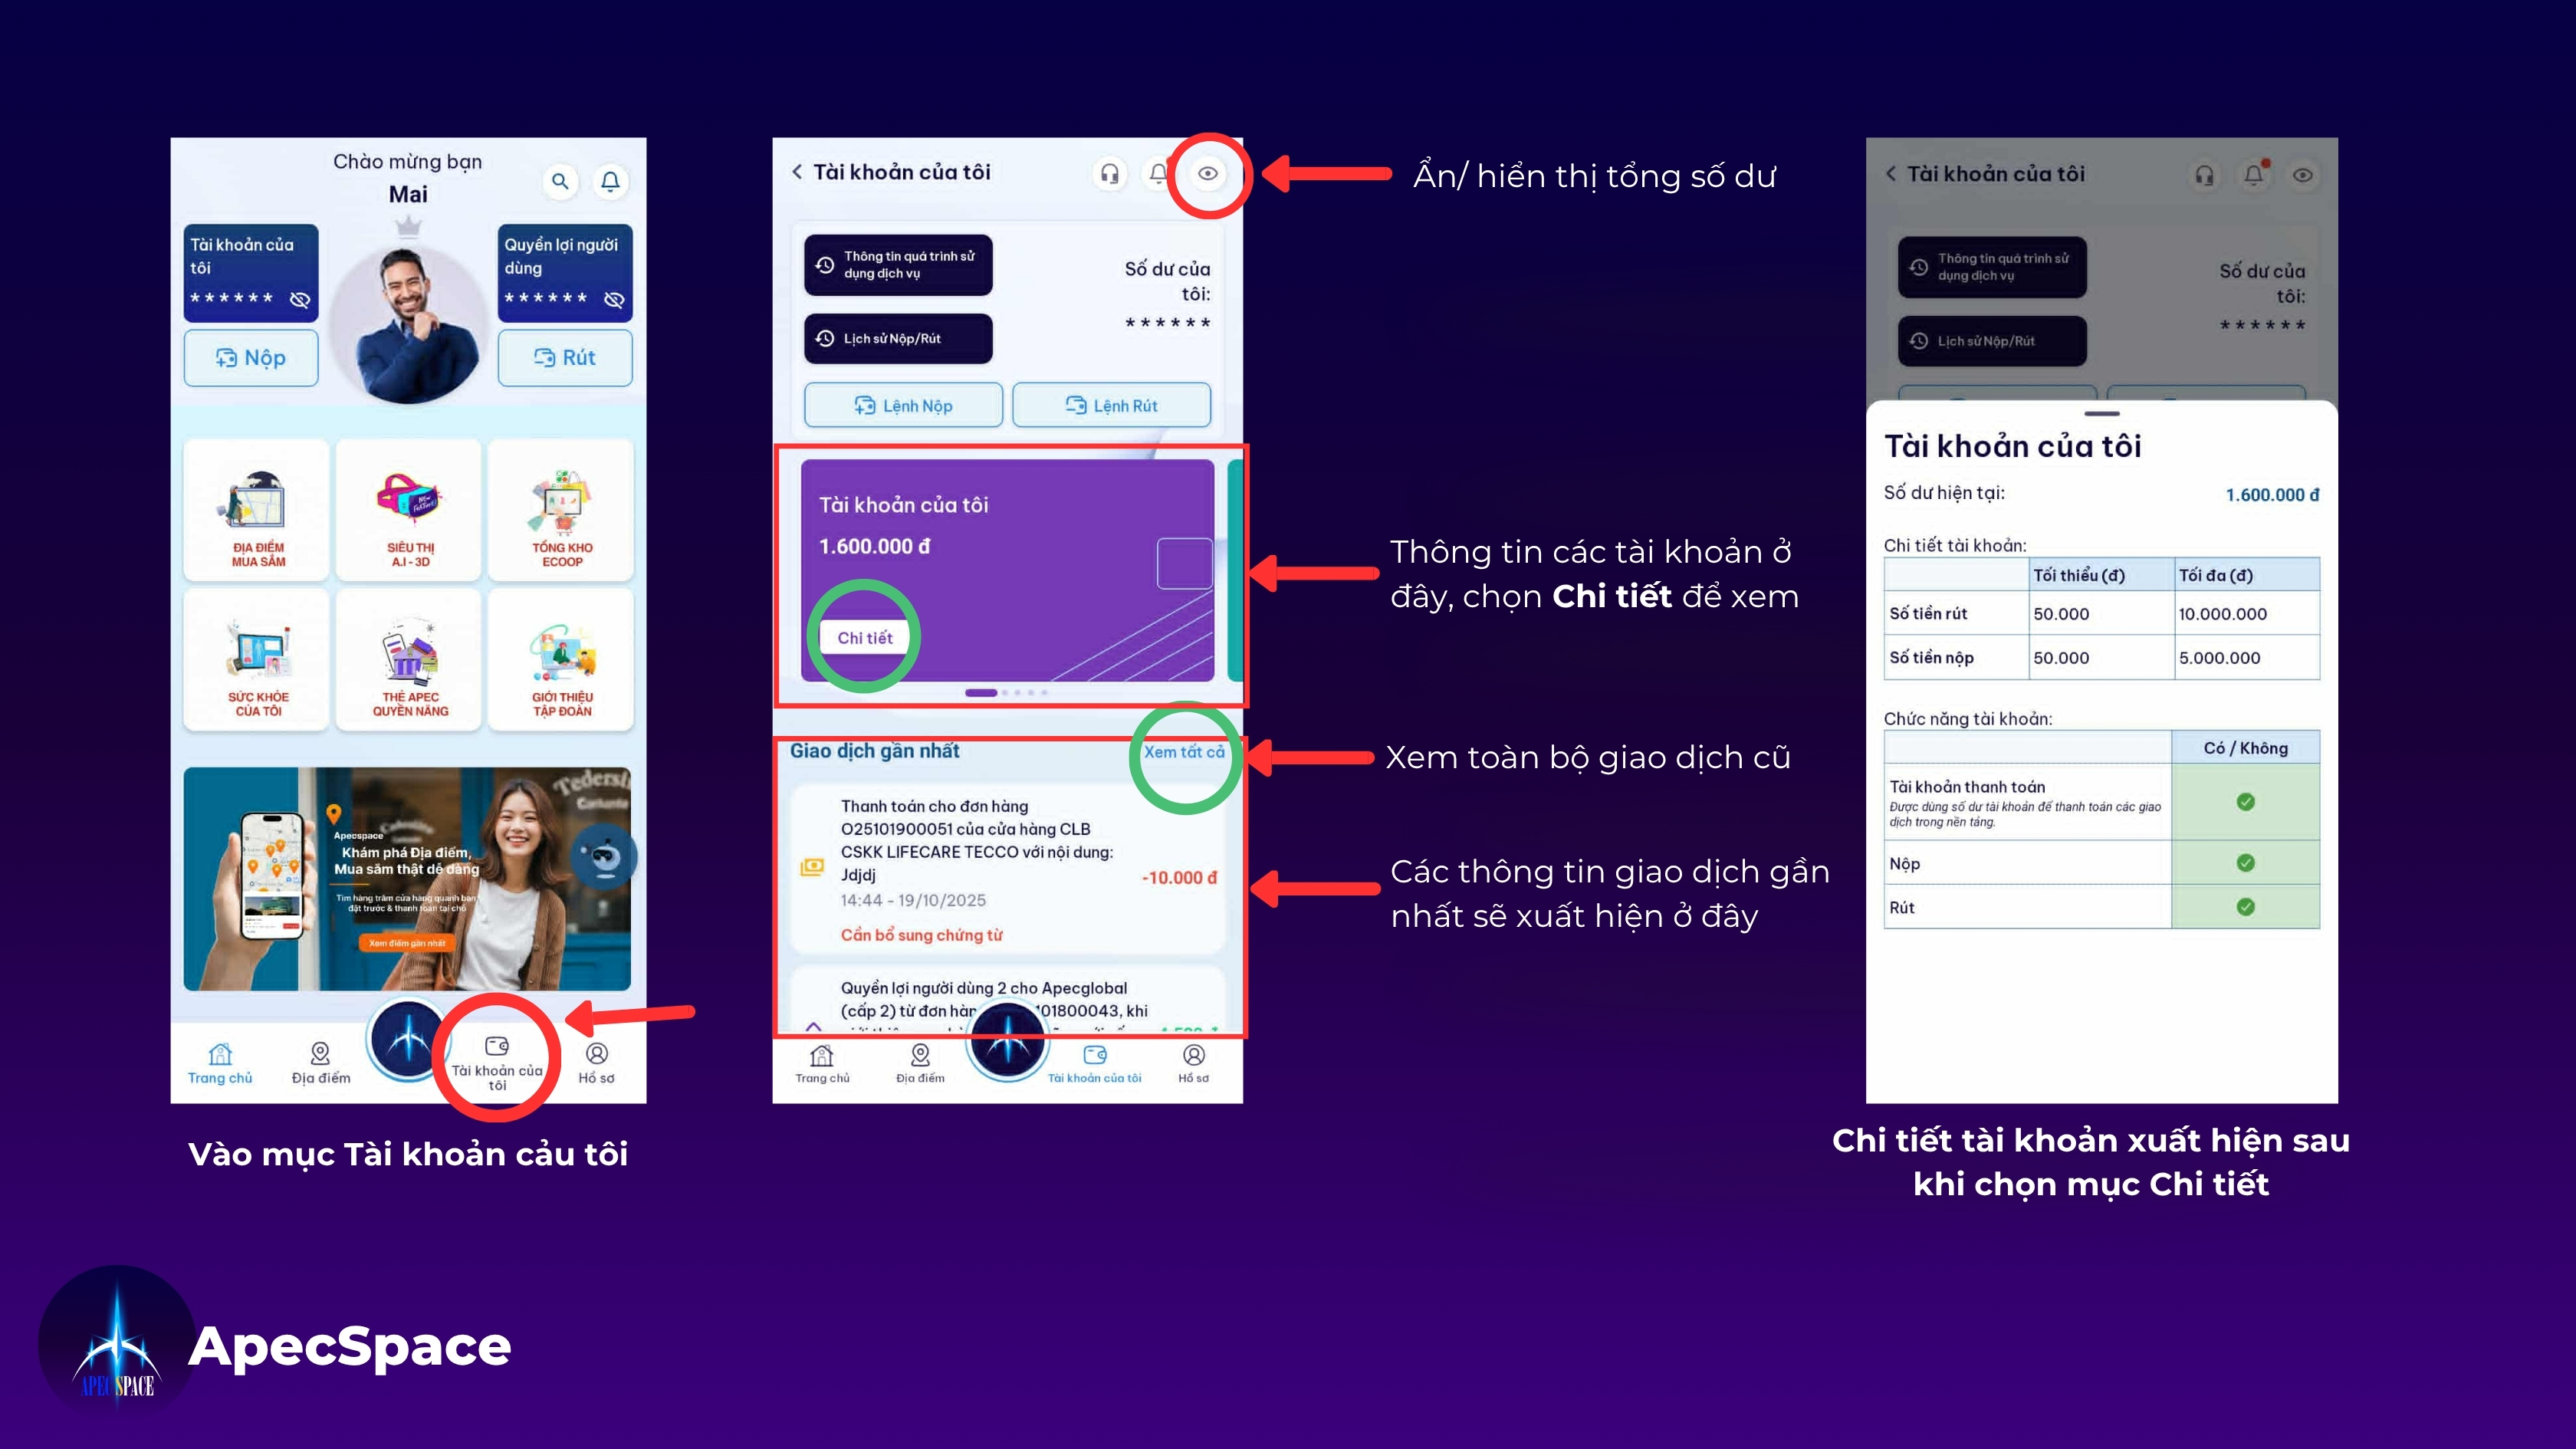 Chào mừng bạn
Mai
Tài khoản của
tôi
******
Quyền lợi người
dùng
******
Nộp
Rút
ĐỊA ĐIỂM
MUA SẮM
SIÊU THỊ
A.I - 3D
TỔNG KHO
ECOOP
SỨC KHỎE
CỦA TÔI
THẺ APEC
QUYỀN NĂNG
GIỚI THIỆU
TẬP ĐOÀN
Apecspace
Khám phá Địa điểm,
Mua sắm thật dễ dàng
Tìm hàng trăm cửa hàng quanh bạn
đặt trước & thanh toán tại chỗ
Xem điểm gần nhất
Trang chủ
Địa điểm
Tài khoản của
tôi
Hồ sơ
Vào mục Tài khoản cảu tôi
Tài khoản của tôi
Thông tin quá trình sử
dụng dịch vụ
Số dư của
tôi:
******
Lịch sử Nộp/Rút
Lệnh Nộp
Lệnh Rút
Tài khoản của tôi
1.600.000 đ
Chi tiết
Giao dịch gần nhất
Xem tất cả
Thanh toán cho đơn hàng
O25101900051 của cửa hàng CLB
CSKK LIFECARE TECCO với nội dung:
Jdjdj
-10.000 đ
14:44 - 19/10/2025
Cần bổ sung chứng từ
Quyền lợi người dùng 2 cho Apecglobal
(cấp 2) từ đơn hàn 101800043, khi
Trang chủ
Địa điểm
Tài khoản của tôi
Hồ sơ
Ẩn/ hiển thị tổng số dư
Thông tin các tài khoản ở
đây, chọn Chi tiết để xem
Xem toàn bộ giao dịch cũ
Các thông tin giao dịch gần
nhất sẽ xuất hiện ở đây
Tài khoản của tôi
Thông tin quá trình sử
dụng dịch vụ
Số dư của
tôi:
******
Lịch sử Nộp/Rút
Tài khoản của tôi
Số dư hiện tại: 1.600.000 đ
Chi tiết tài khoản:
Tối thiểu (đ) Tối đa (đ)
Số tiền rút 50.000 10.000.000
Số tiền nộp 50.000 5.000.000
Chức năng tài khoản:
Có / Không
Tài khoản thanh toán
Được dùng số dư tài khoản để thanh toán các giao
dịch trong nền tảng.
Nộp
Rút
Chi tiết tài khoản xuất hiện sau
khi chọn mục Chi tiết
APECSPACE
ApecSpace